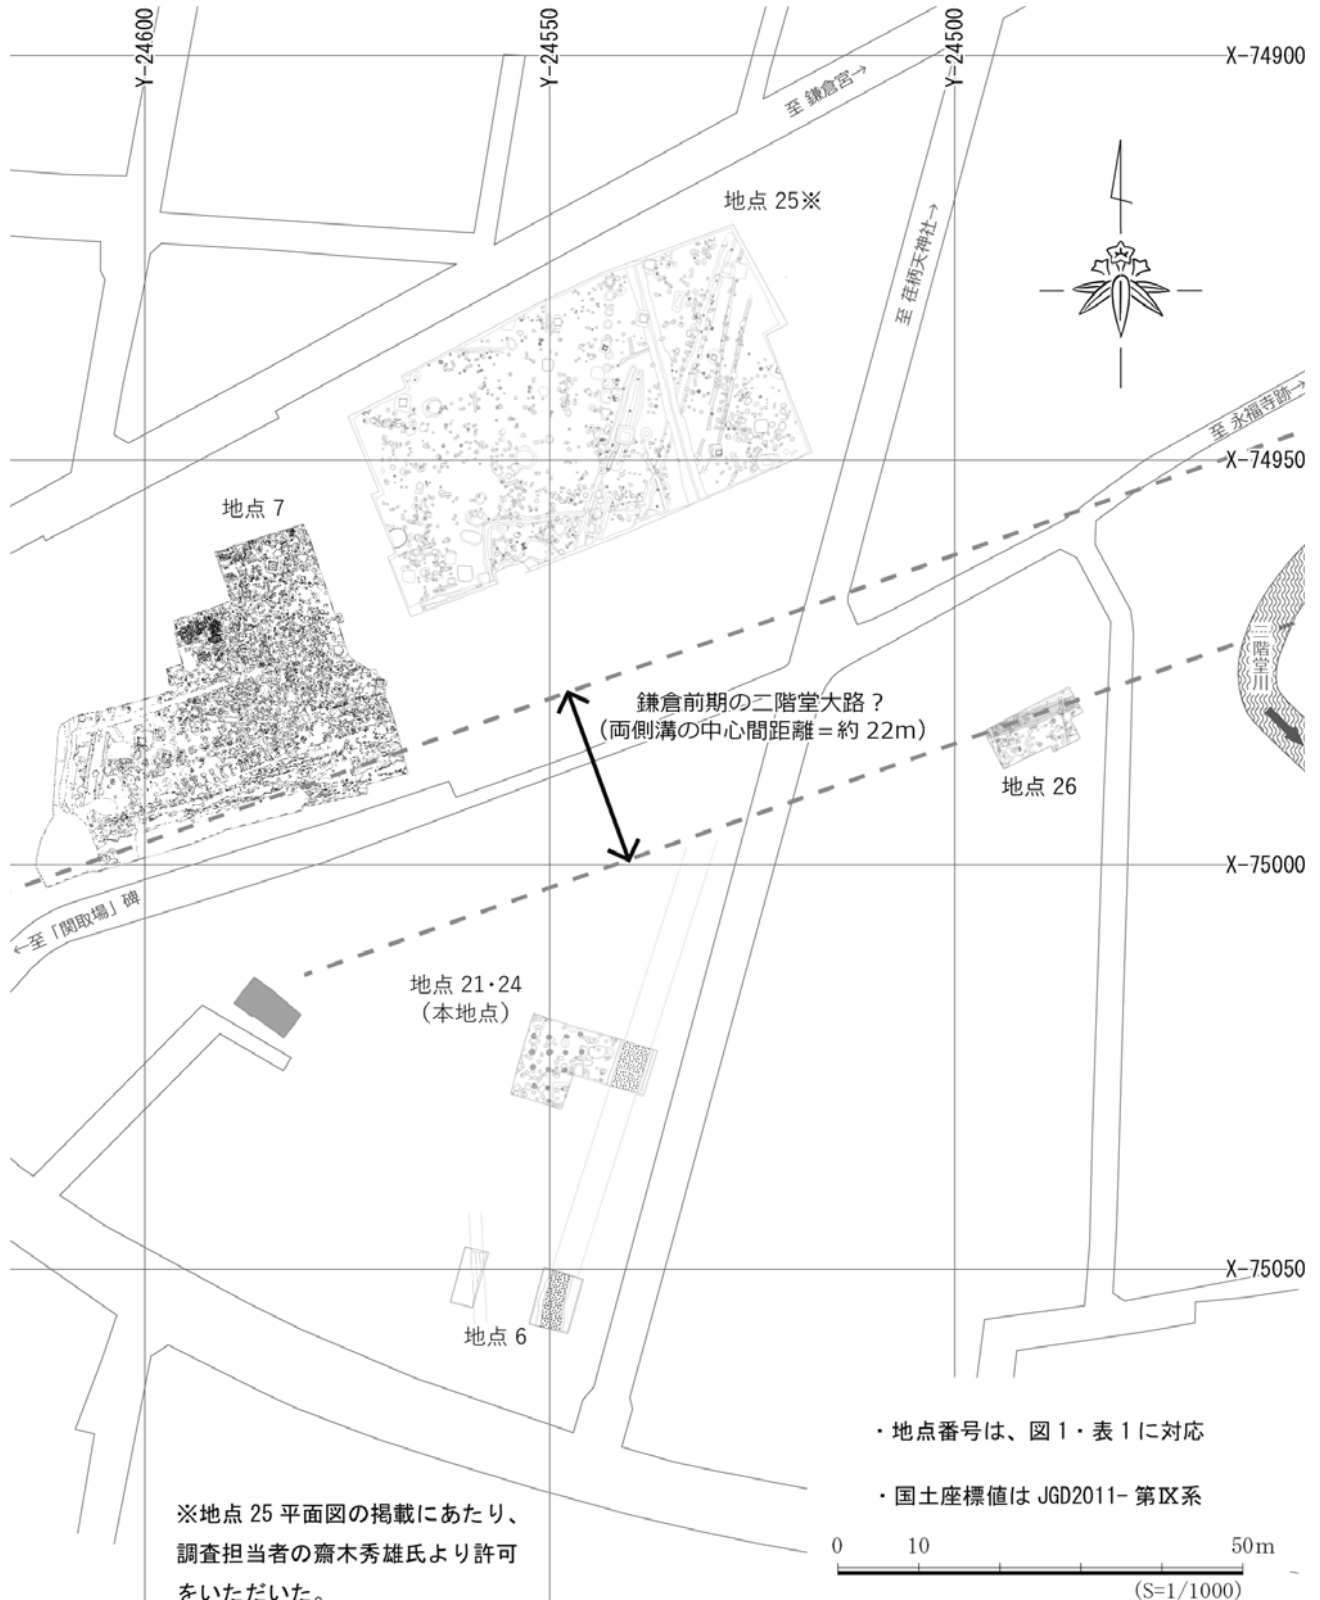 Y-24600
Y-24550
Y-24500
X-74900
至 鎌倉宮→
地点 25※
至 荏柄天神社→
至 永福寺跡→
X-74950
地点 7
二階堂川
鎌倉前期の二階堂大路？
（両側溝の中心間距離＝約 22m）
地点 26
X-75000
←至「関取場」碑
地点 21・24
（本地点）
X-75050
地点 6
・地点番号は、図 1・表 1 に対応
・国土座標値は JGD2011- 第Ⅸ系
※地点 25 平面図の掲載にあたり、
調査担当者の齋木秀雄氏より許可
をいただいた。
0 10 50m
(S=1/1000)